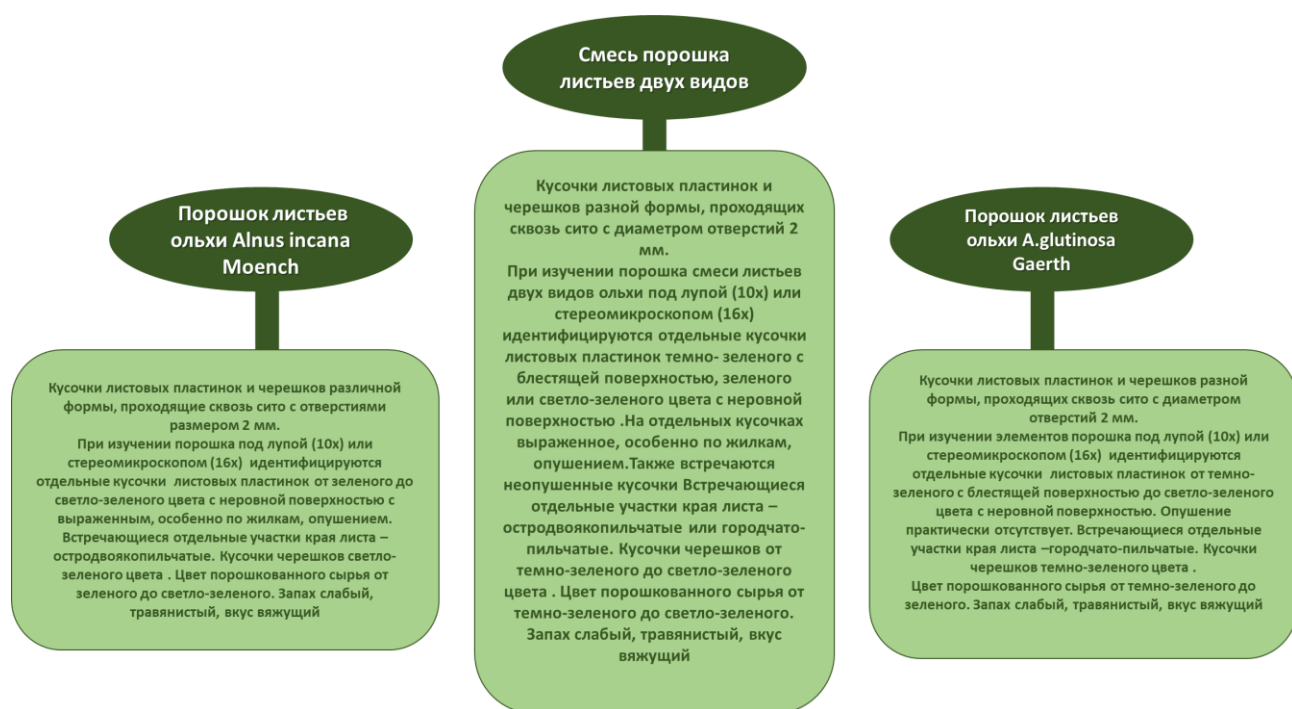 Смесь порошка
листьев двух видов
Кусочки листовых пластинок и
черешков разной формы, проходящих
сквозь сито с диаметром отверстий 2
мм.
При изучении порошка смеси листьев
двух видов ольхи под лупой (10х) или
стереомикроскопом (16х)
идентифицируются отдельные кусочки
листовых пластинок темно- зеленого с
блестящей поверхностью, зеленого
или светло-зеленого цвета с неровной
поверхностью .На отдельных кусочках
выраженное, особенно по жилкам,
опушением.Также встречаются
неопушенные кусочки Встречающиеся
отдельные участки края листа –
остродвоякопильчатые или городчато-
пильчатые. Кусочки черешков от
темно-зеленого до светло-зеленого
цвета . Цвет порошкованного сырья от
темно-зеленого до светло-зеленого.
Запах слабый, травянистый, вкус
вяжущий
Порошок листьев
ольхи Alnus incana
Moench
Кусочки листовых пластинок и черешков различной
формы, проходящие сквозь сито с отверстиями
размером 2 мм.
При изучении порошка под лупой (10х) или
стереомикроскопом (16х) идентифицируются
отдельные кусочки листовых пластинок от зеленого до
светло-зеленого цвета с неровной поверхностью с
выраженным, особенно по жилкам, опушением.
Встречающиеся отдельные участки края листа –
остродвоякопильчатые. Кусочки черешков светло-
зеленого цвета . Цвет порошкованного сырья от
зеленого до светло-зеленого. Запах слабый,
травянистый, вкус вяжущий
Порошок листьев
ольхи A.glutinosa
Gaerth
Кусочки листовых пластинок и черешков разной
формы, проходящих сквозь сито с диаметром
отверстий 2 мм.
При изучении элементов порошка под лупой (10х) или
стереомикроскопом (16х) идентифицируются
отдельные кусочки листовых пластинок от темно-
зеленого с блестящей поверхностью до светло-зеленого
цвета с неровной поверхностью. Опушение
практически отсутствует. Встречающиеся отдельные
участки края листа –городчато-пильчатые. Кусочки
черешков темно-зеленого цвета .
Цвет порошкованного сырья от темно-зеленого до
зеленого. Запах слабый, травянистый, вкус вяжущий